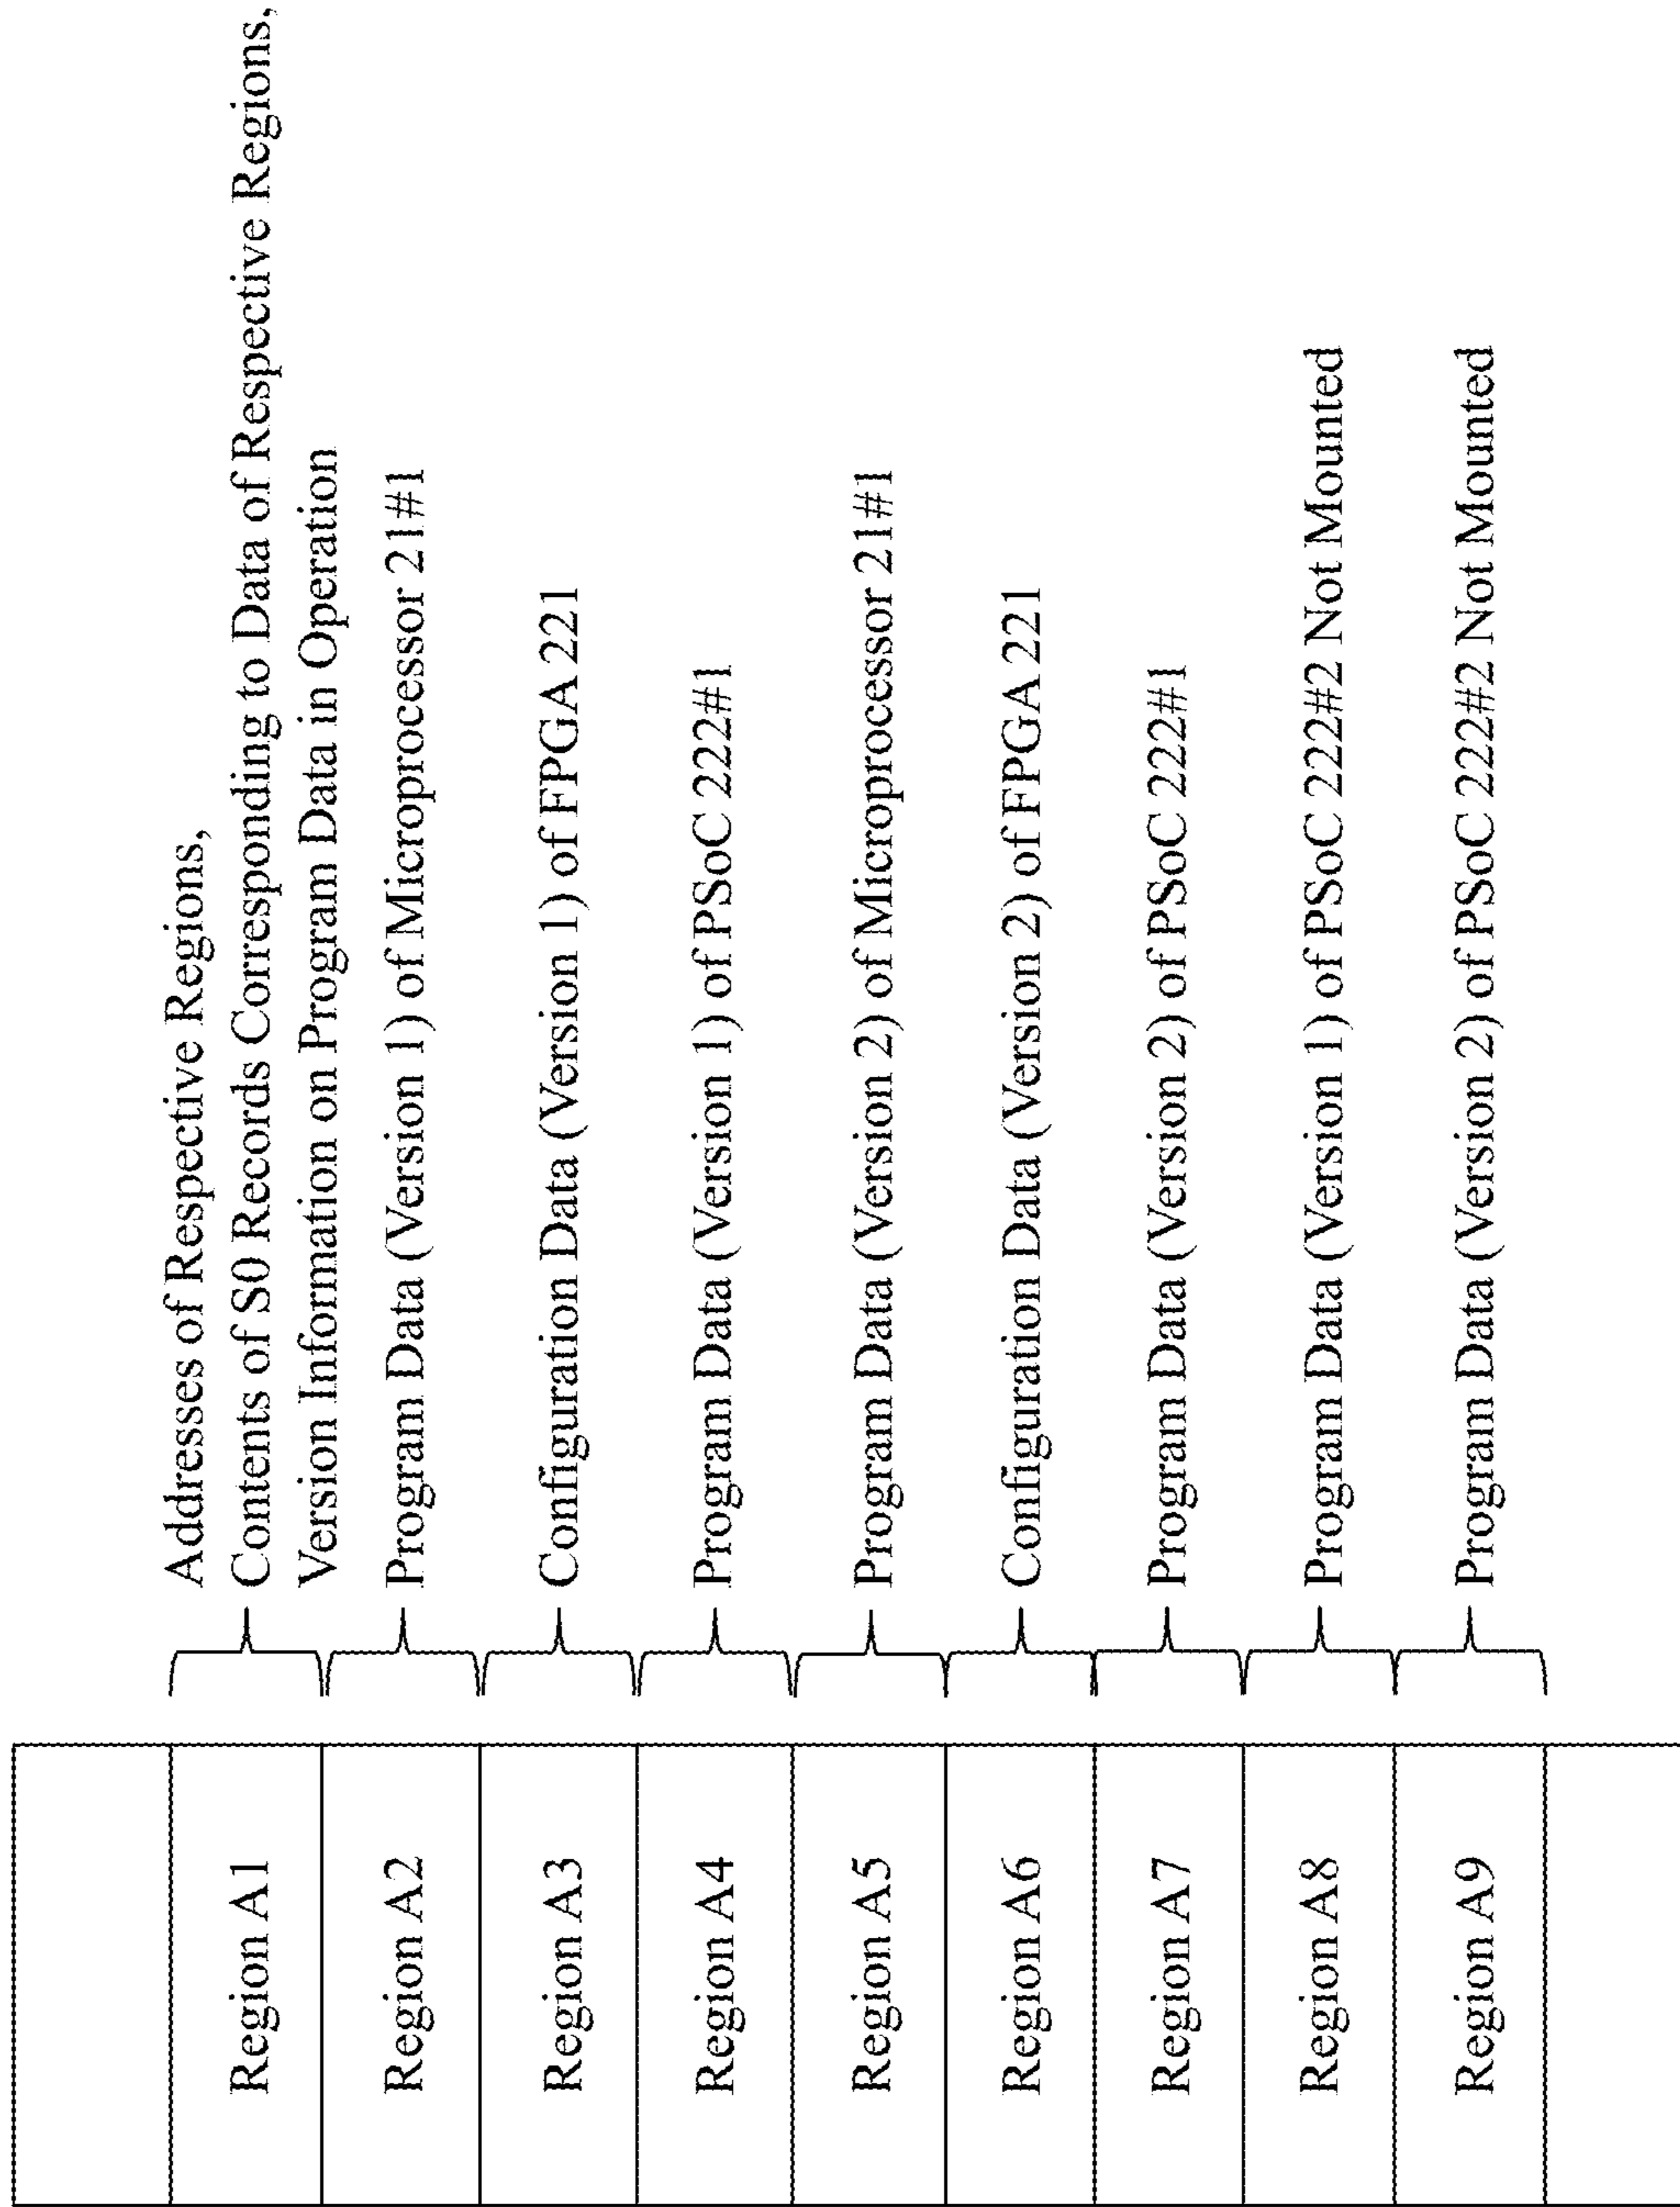 Region A1
Addresses of Respective Regions,
Contents of S0 Records Corresponding to Data of Respective Regions,
Version Information on Program Data in Operation
Region A2
Program Data (Version 1) of Microprocessor 21#1
Region A3
Configuration Data (Version 1) of FPGA 221
Region A4
Program Data (Version 1) of PSoC 222#1
Region A5
Program Data (Version 2) of Microprocessor 21#1
Region A6
Configuration Data (Version 2) of FPGA 221
Region A7
Program Data (Version 2) of PSoC 222#1
Region A8
Program Data (Version 1) of PSoC 222#2 Not Mounted
Region A9
Program Data (Version 2) of PSoC 222#2 Not Mounted